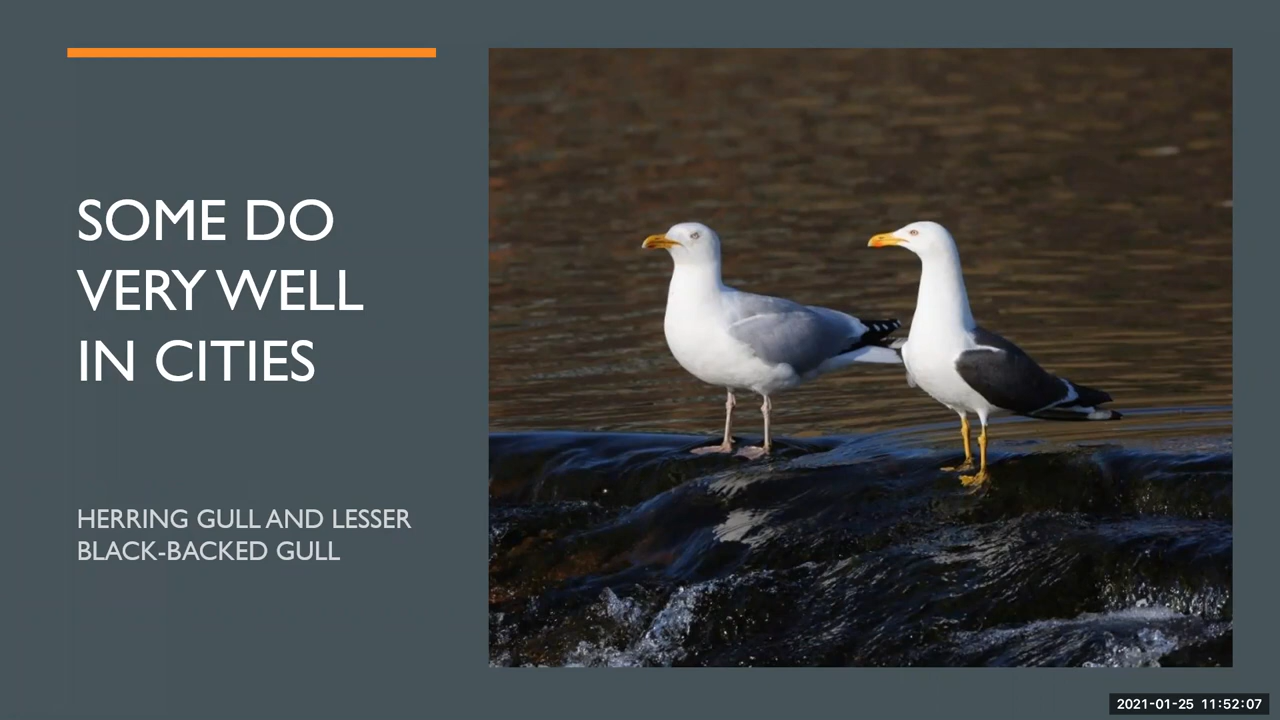 SOME DO
VERY WELL
IN CITIES
HERRING GULL AND LESSER
BLACK-BACKED GULL
2021-01-25 11:52:07